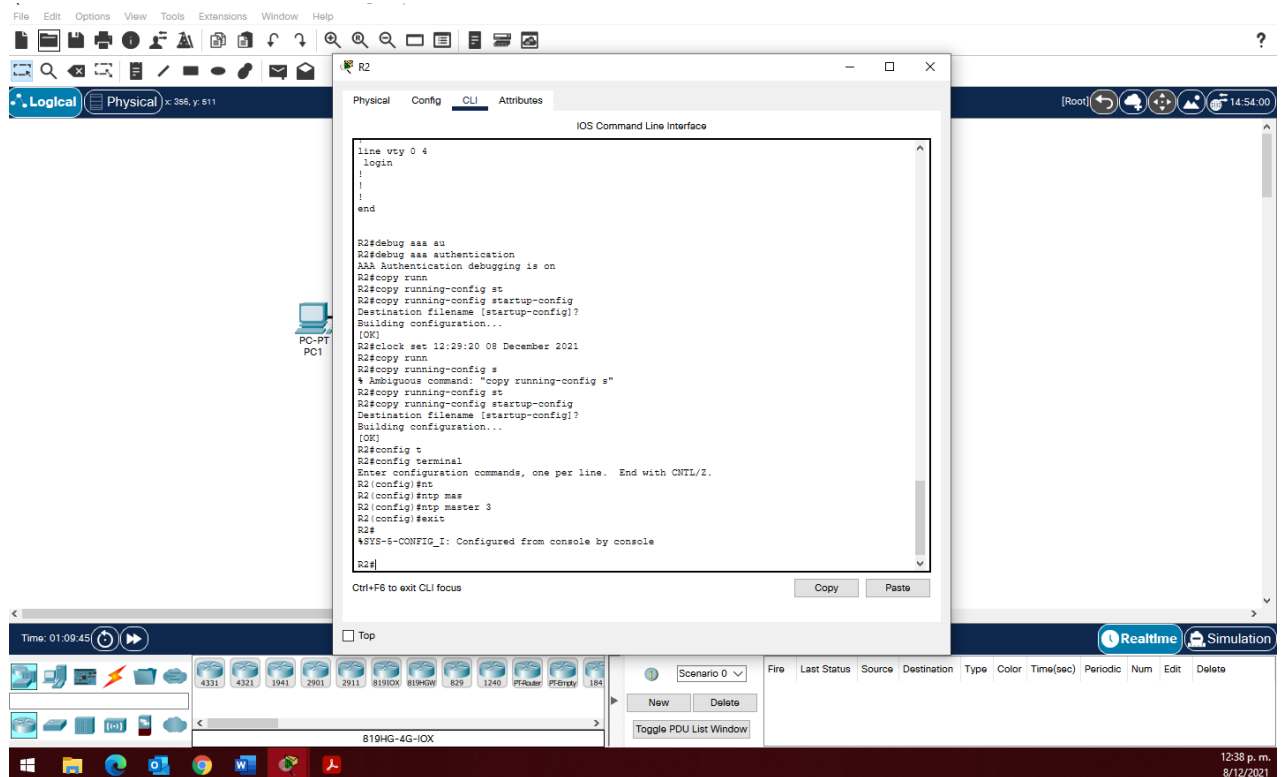 File Edit Options View Tools Extensions Window Help
?
R2
Logical Physical x: 356, y: 511
[Root] 14:54:00
Physical Config CLI Attributes
IOS Command Line Interface
!
line vty 0 4
login
!
!
!
end
R2#debug aaa au
R2#debug aaa authentication
AAA Authentication debugging is on
R2#copy runn
R2#copy running-config st
R2#copy running-config startup-config
Destination filename [startup-config]?
Building configuration...
[OK]
R2#clock set 12:29:20 08 December 2021
R2#copy runn
R2#copy running-config s
% Ambiguous command: "copy running-config s"
R2#copy running-config st
R2#copy running-config startup-config
Destination filename [startup-config]?
Building configuration...
[OK]
R2#config t
R2#config terminal
Enter configuration commands, one per line. End with CNTL/Z.
R2(config)#nt
R2(config)#ntp mas
R2(config)#ntp master 3
R2(config)#exit
R2#
%SYS-5-CONFIG_I: Configured from console by console
R2#
PC-PT
PC1
Ctrl+F6 to exit CLI focus
Copy Paste
Top
Time: 01:09:45
Realtime Simulation
4331 4321 1941 2901 2911 819IOX 819HGW 829 1240 PT-Router PT-Empty 184
Scenario 0
Fire Last Status Source Destination Type Color Time(sec) Periodic Num Edit Delete
New Delete
Toggle PDU List Window
819HG-4G-IOX
12:38 p. m.
8/12/2021